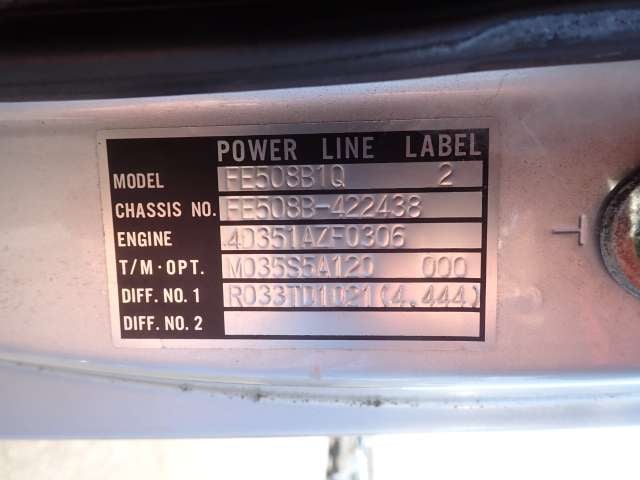 POWER LINE LABEL
MODEL FE508B1Q 2
CHASSIS NO. FE508B-422438
ENGINE 4D351AZF0306
T/M·OPT. M035S5A120 000
DIFF. NO. 1 R033TD1021(4.444)
DIFF. NO. 2